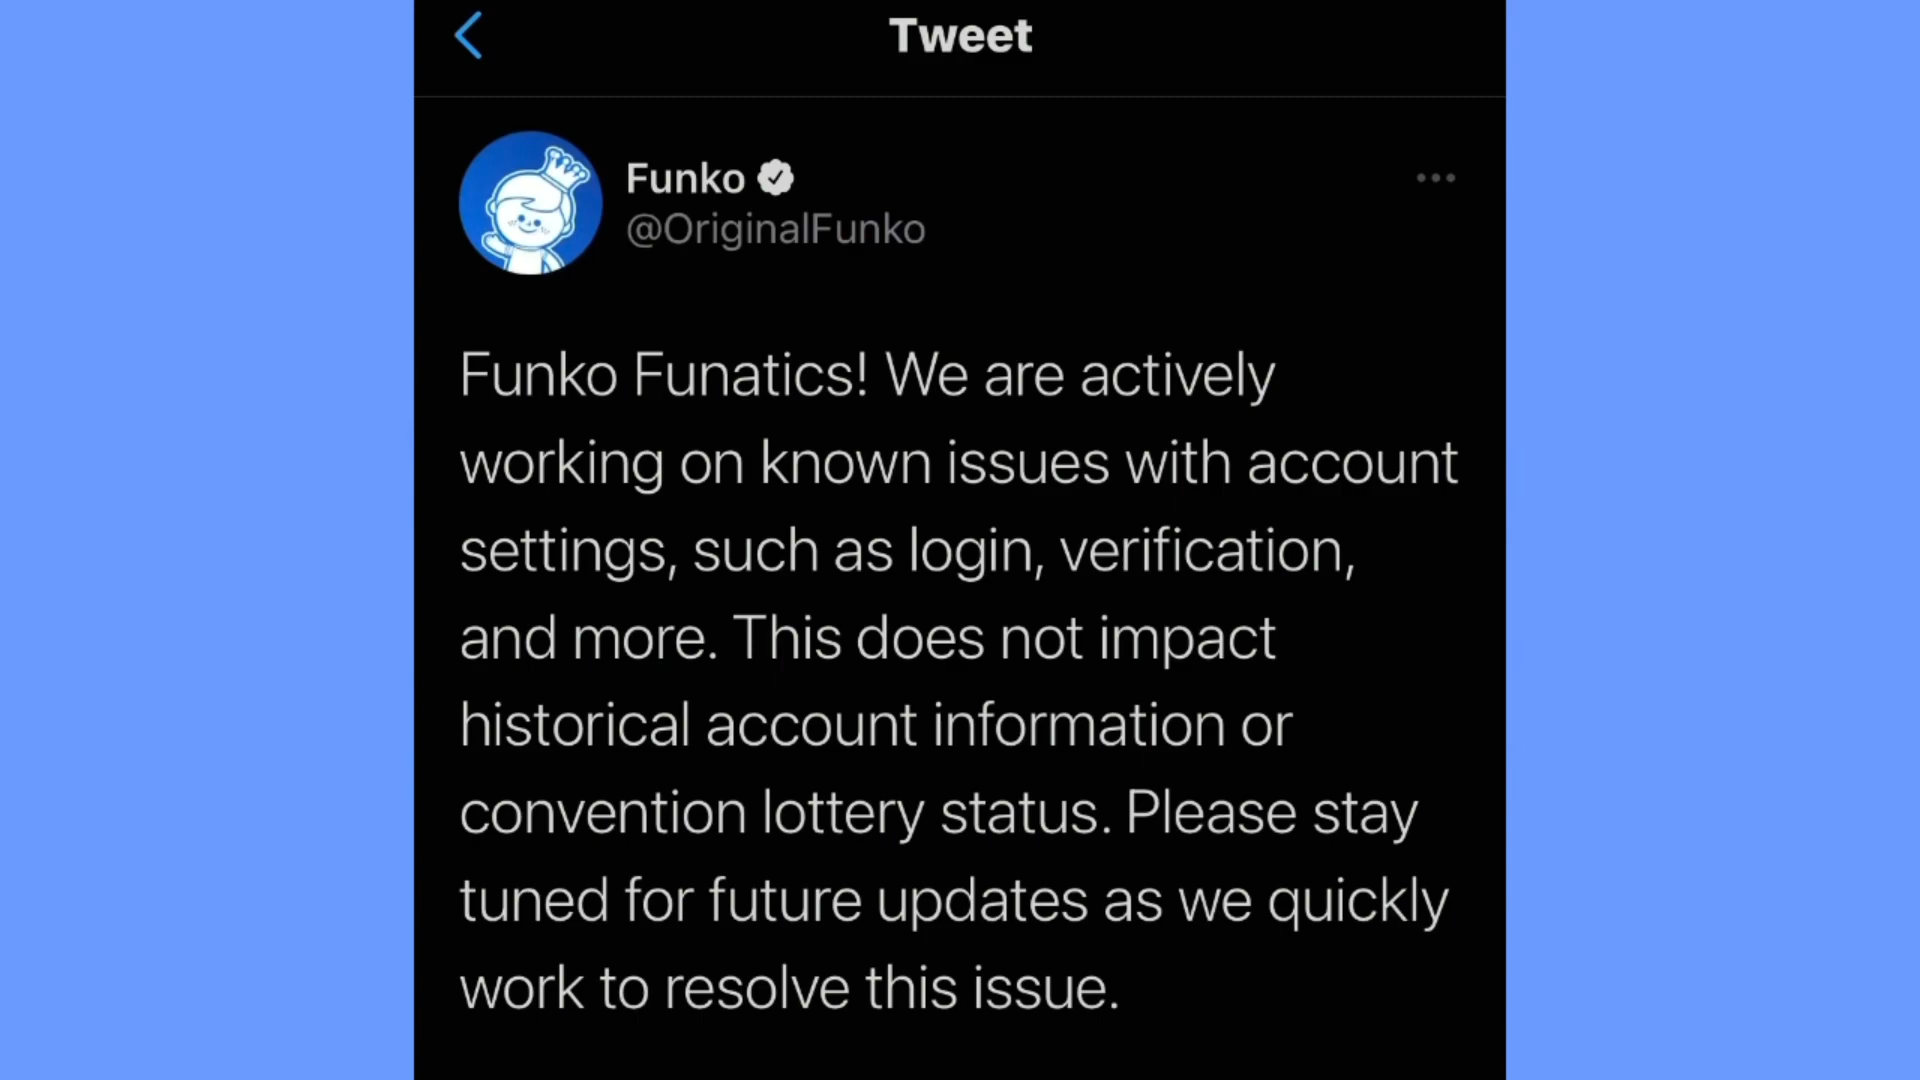 Tweet
Funko
@OriginalFunko
Funko Funatics! We are actively
working on known issues with account
settings, such as login, verification,
and more. This does not impact
historical account information or
convention lottery status. Please stay
tuned for future updates as we quickly
work to resolve this issue.